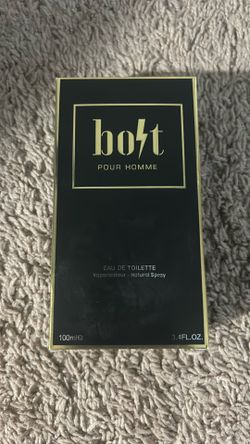 bolt
POUR HOMME
EAU DE TOILETTE
Vaporisateur - Natural Spray
100ml℮ 3.4FL.OZ.